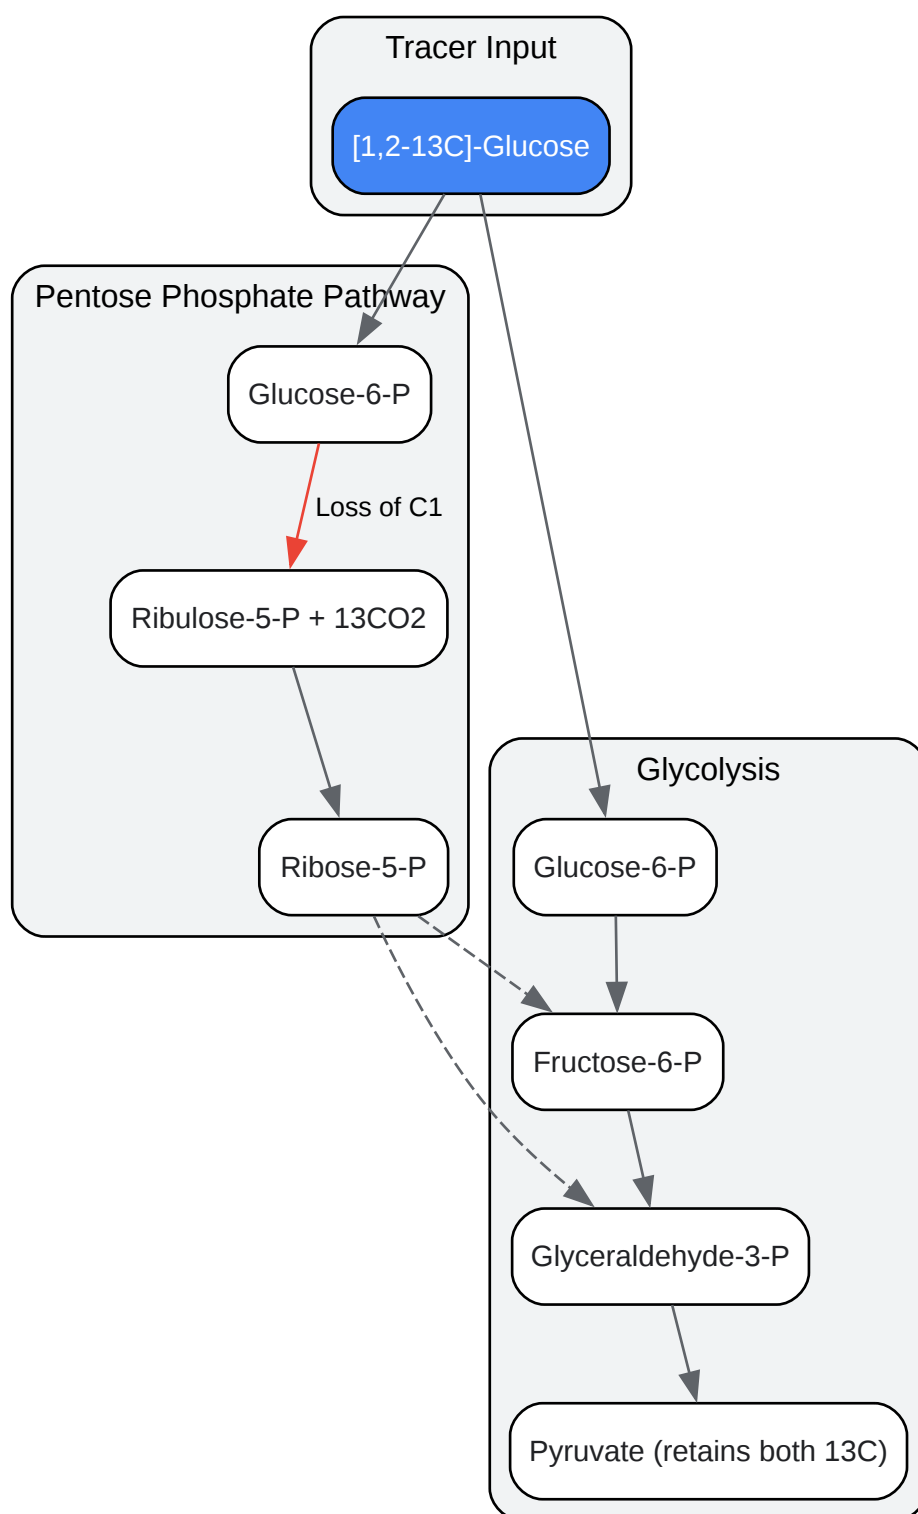 Tracer Input
[1,2-13C]-Glucose
Pentose Phosphate Pathway
Glucose-6-P
Loss of C1
Ribulose-5-P + 13CO2
Ribose-5-P
Glycolysis
Glucose-6-P
Fructose-6-P
Glyceraldehyde-3-P
Pyruvate (retains both 13C)